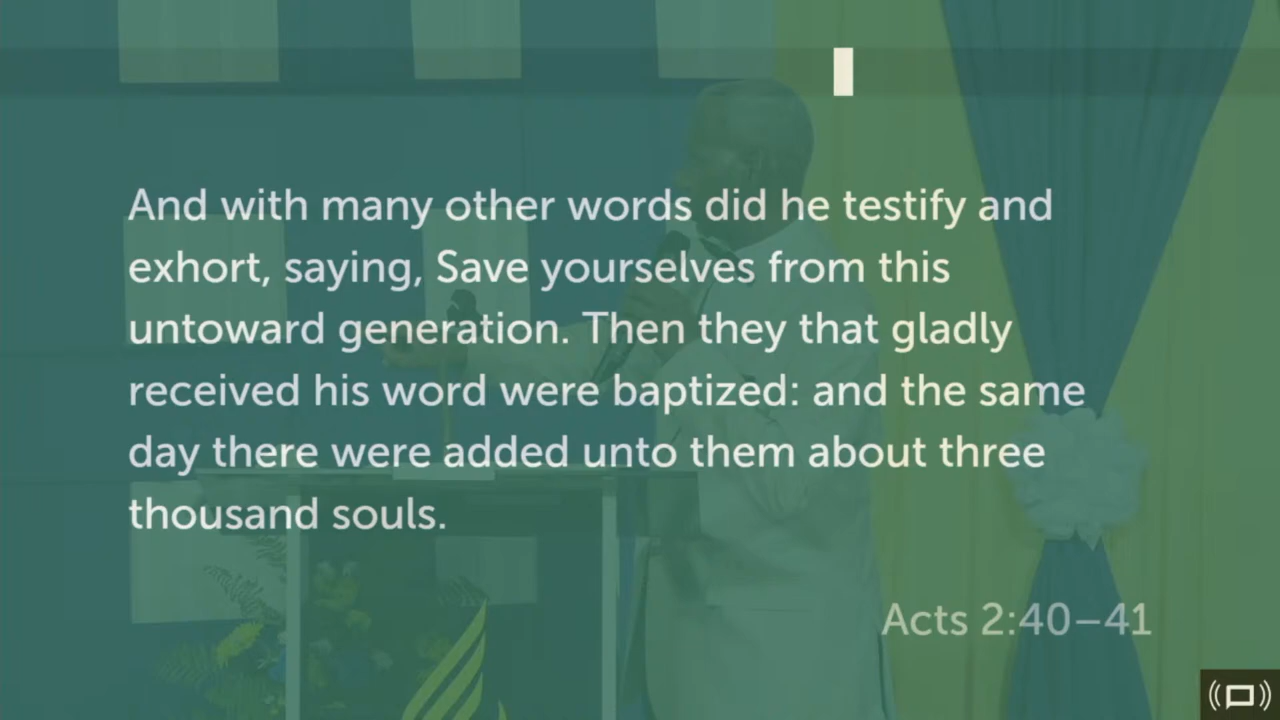 And with many other words did he testify and
exhort, saying, Save yourselves from this
untoward generation. Then they that gladly
received his word were baptized: and the same
day there were added unto them about three
thousand souls.
Acts 2:40–41